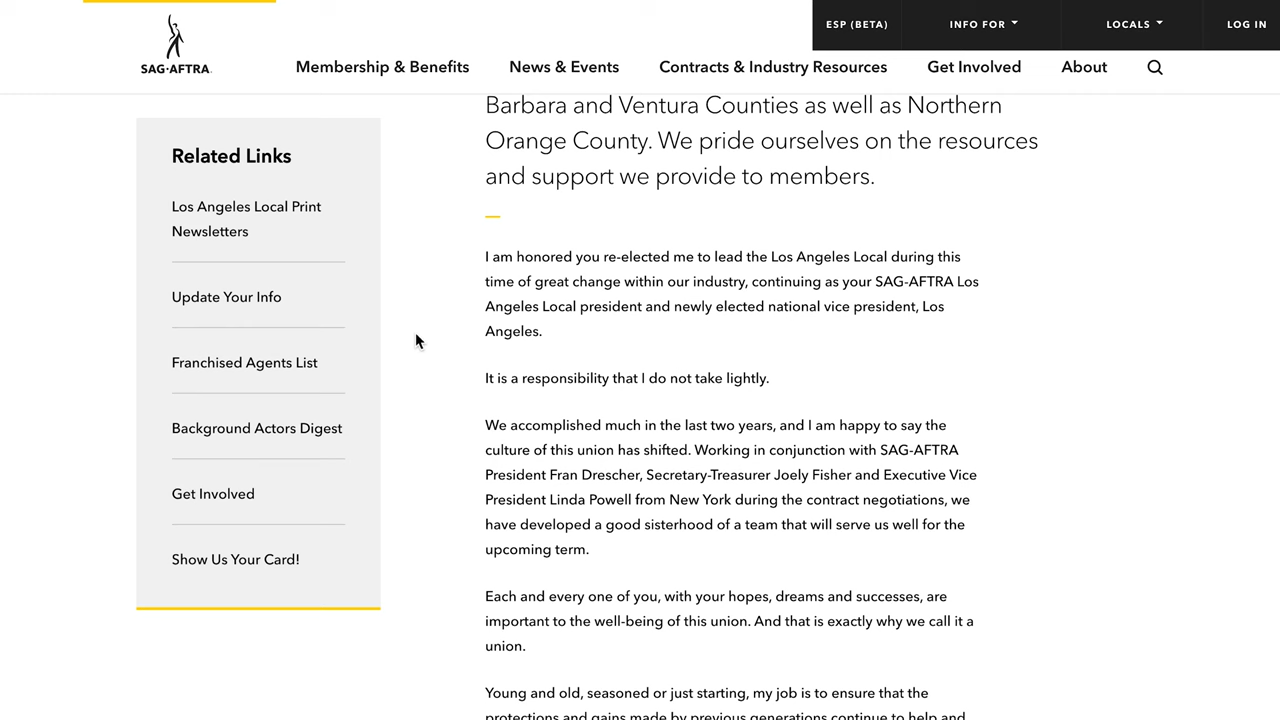 ESP (BETA)
INFO FOR
LOCALS
LOG IN
SAG·AFTRA.
Membership & Benefits
News & Events
Contracts & Industry Resources
Get Involved
About
Related Links
Los Angeles Local Print
Newsletters
Update Your Info
Franchised Agents List
Background Actors Digest
Get Involved
Show Us Your Card!
Barbara and Ventura Counties as well as Northern
Orange County. We pride ourselves on the resources
and support we provide to members.
I am honored you re-elected me to lead the Los Angeles Local during this
time of great change within our industry, continuing as your SAG-AFTRA Los
Angeles Local president and newly elected national vice president, Los
Angeles.
It is a responsibility that I do not take lightly.
We accomplished much in the last two years, and I am happy to say the
culture of this union has shifted. Working in conjunction with SAG-AFTRA
President Fran Drescher, Secretary-Treasurer Joely Fisher and Executive Vice
President Linda Powell from New York during the contract negotiations, we
have developed a good sisterhood of a team that will serve us well for the
upcoming term.
Each and every one of you, with your hopes, dreams and successes, are
important to the well-being of this union. And that is exactly why we call it a
union.
Young and old, seasoned or just starting, my job is to ensure that the
protections and gains made by previous generations continue to help and